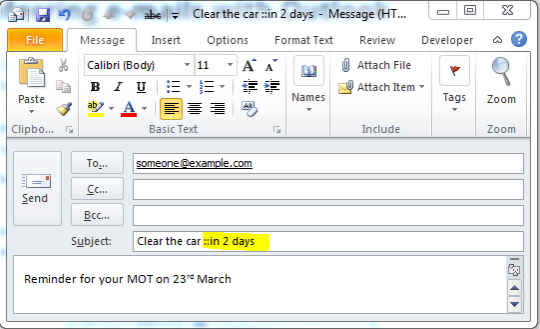 abc Clear the car ::in 2 days - Message (HT...
File Message Insert Options Format Text Review Developer
Paste Calibri (Body) 11 A A Names Attach File Tags Zoom
B I U Attach Item
ab A A
Clipbo... Basic Text Include Zoom
To... someone@example.com
Send Cc...
Bcc...
Subject: Clear the car ::in 2 days
Reminder for your MOT on 23rd March